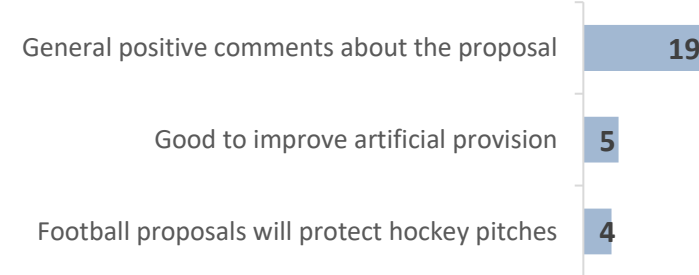 General positive comments about the proposal 19
Good to improve artificial provision 5
Football proposals will protect hockey pitches 4